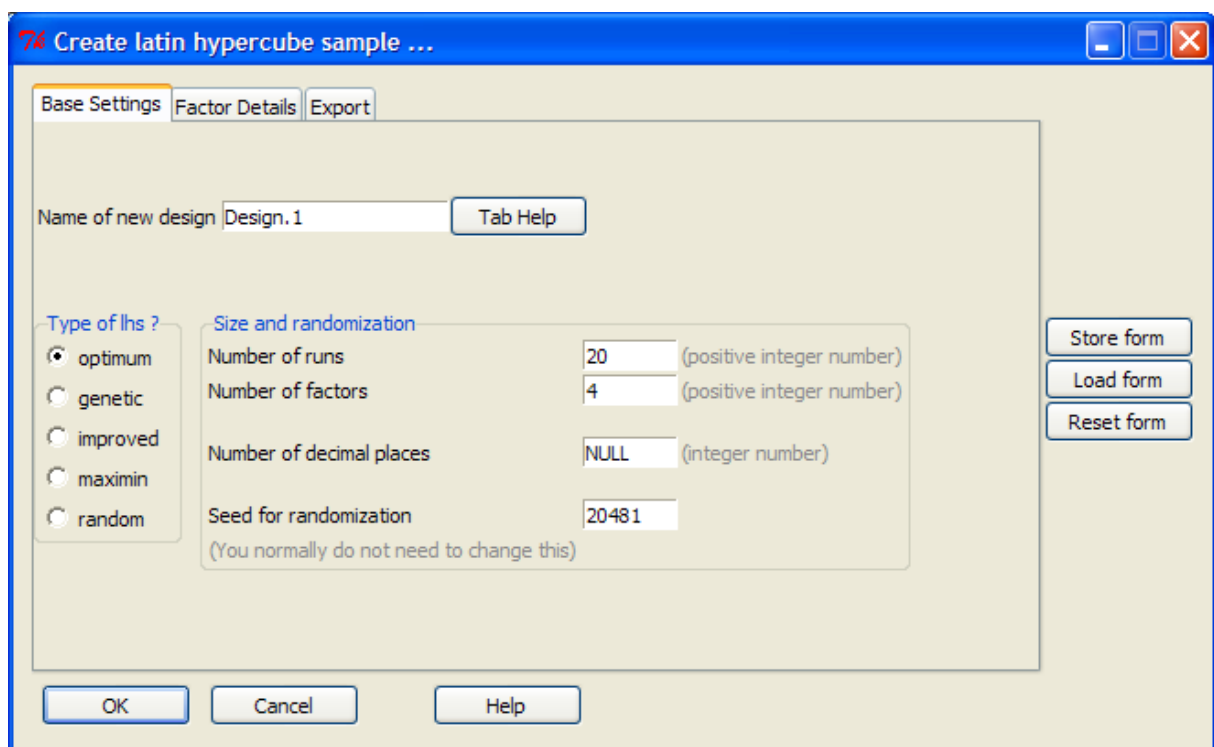 Create latin hypercube sample ...
Base Settings Factor Details Export
Name of new design Design.1 Tab Help
Type of lhs ?
optimum
genetic
improved
maximin
random
Size and randomization
Number of runs 20 (positive integer number)
Number of factors 4 (positive integer number)
Number of decimal places NULL (integer number)
Seed for randomization 20481
(You normally do not need to change this)
Store form
Load form
Reset form
OK Cancel Help